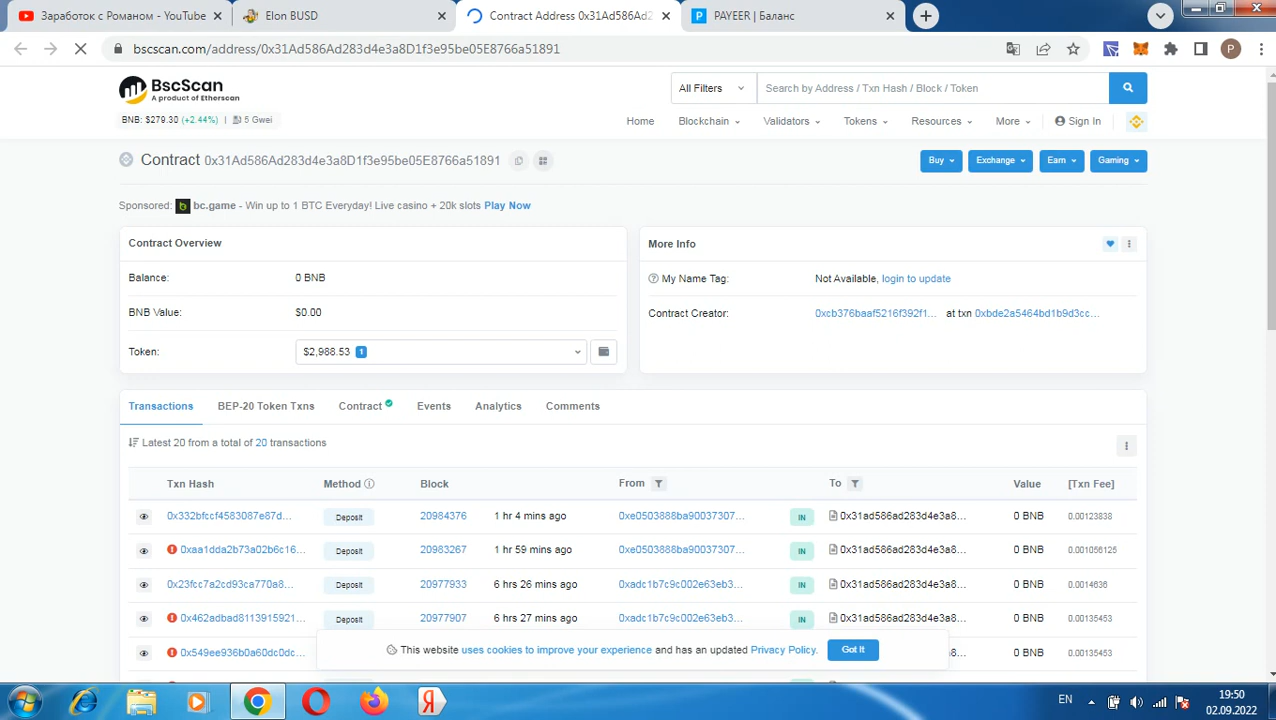 Заработок с Романом - YouTube
Elon BUSD
Contract Address 0x31Ad586Ad2
PAYEER | Баланс
bscscan.com/address/0x31Ad586Ad283d4e3a8D1f3e95be05E8766a51891
P
BscScan
A product of Etherscan
All Filters
Search by Address / Txn Hash / Block / Token
BNB: $279.30 (+2.44%) | 5 Gwei
Home
Blockchain
Validators
Tokens
Resources
More
Sign In
Contract 0x31Ad586Ad283d4e3a8D1f3e95be05E8766a51891
Buy
Exchange
Earn
Gaming
Sponsored: bc.game - Win up to 1 BTC Everyday! Live casino + 20k slots Play Now
Contract Overview
Balance: 0 BNB
BNB Value: $0.00
Token: $2,988.53 1
More Info
My Name Tag: Not Available, login to update
Contract Creator: 0xcb376baaf5216f392f1... at txn 0xbde2a5464bd1b9d3cc...
Transactions
BEP-20 Token Txns
Contract
Events
Analytics
Comments
Latest 20 from a total of 20 transactions
Txn Hash Method Block From To Value [Txn Fee]
0x332bfccf4583087e87d... Deposit 20984376 1 hr 4 mins ago 0xe0503888ba90037307... IN 0x31ad586ad283d4e3a8... 0 BNB 0.00123838
0xaa1dda2b73a02b6c16... Deposit 20983267 1 hr 59 mins ago 0xe0503888ba90037307... IN 0x31ad586ad283d4e3a8... 0 BNB 0.001056125
0x23fcc7a2cd93ca770a8... Deposit 20977933 6 hrs 26 mins ago 0xadc1b7c9c002e63eb3... IN 0x31ad586ad283d4e3a8... 0 BNB 0.0014636
0x462adbad8113915921... Deposit 20977907 6 hrs 27 mins ago 0xadc1b7c9c002e63eb3... IN 0x31ad586ad283d4e3a8... 0 BNB 0.00135453
0x549ee936b0a60dc0dc... 0.00135453
This website uses cookies to improve your experience and has an updated Privacy Policy.
Got It
EN
19:50
02.09.2022